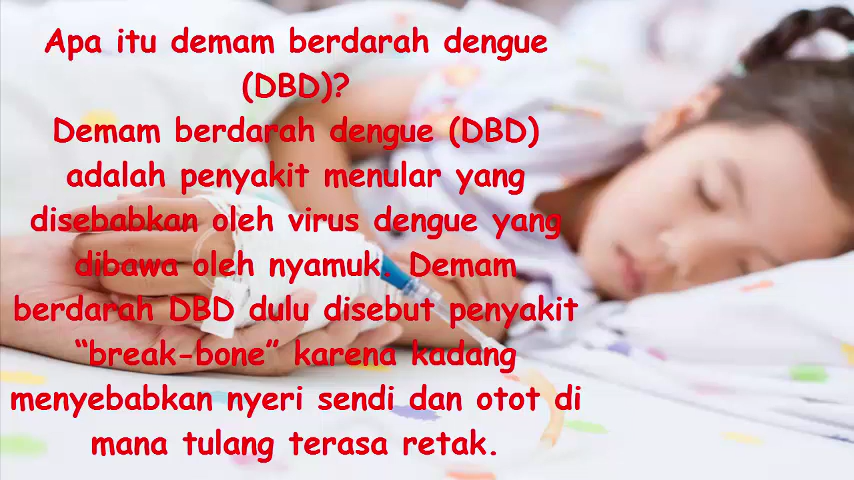 Apa itu demam berdarah dengue
(DBD)?
Demam berdarah dengue (DBD)
adalah penyakit menular yang
disebabkan oleh virus dengue yang
dibawa oleh nyamuk. Demam
berdarah DBD dulu disebut penyakit
“break-bone” karena kadang
menyebabkan nyeri sendi dan otot di
mana tulang terasa retak.